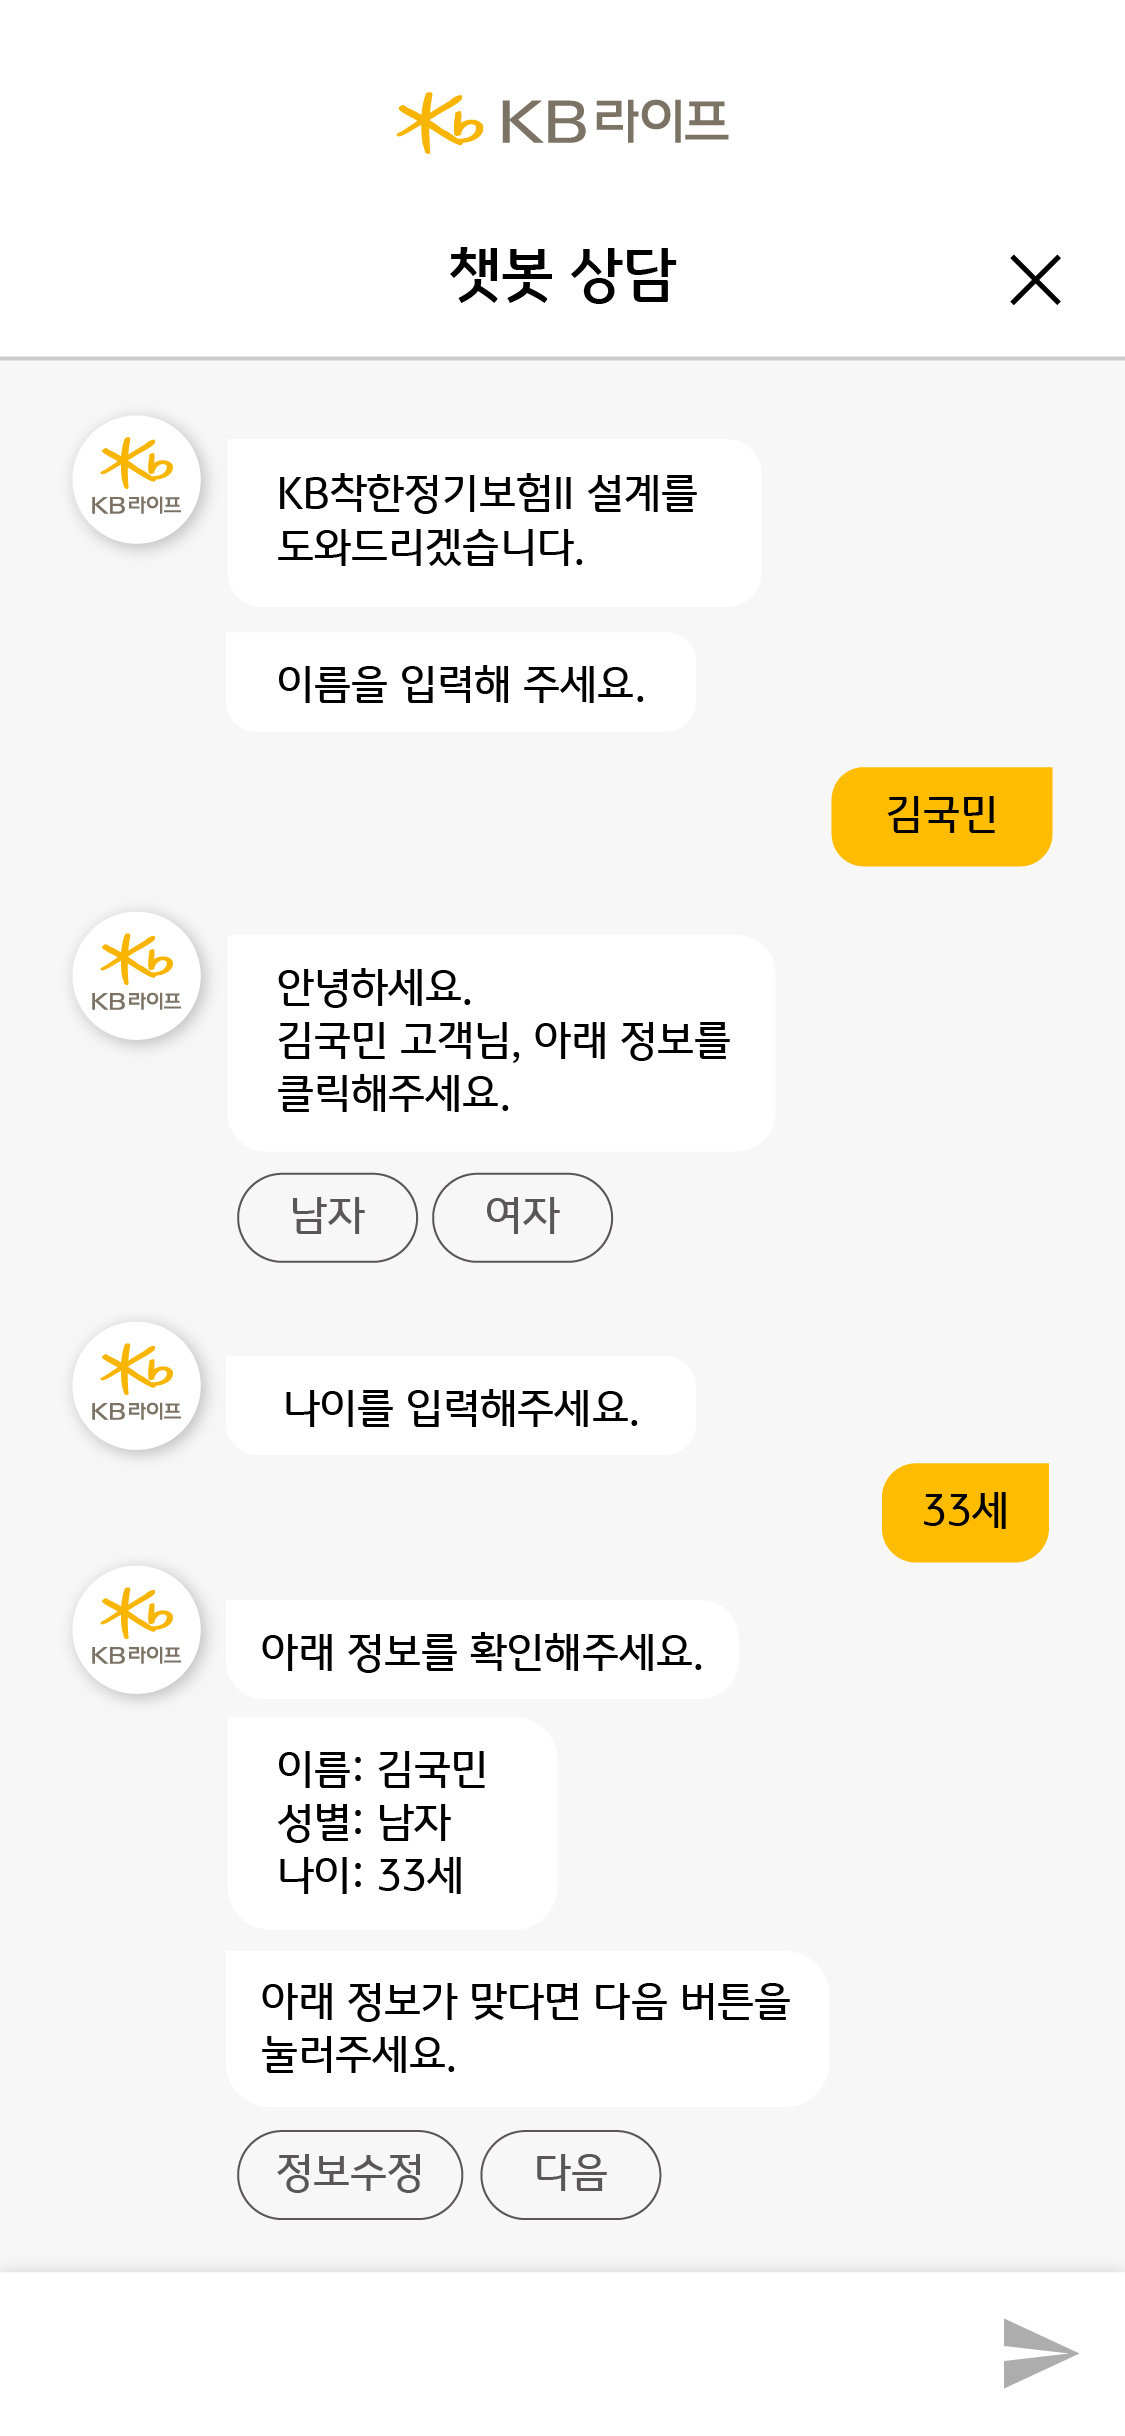 KB라이프
챗봇 상담
KB라이프
KB착한정기보험II 설계를
도와드리겠습니다.
이름을 입력해 주세요.
김국민
KB라이프
안녕하세요.
김국민 고객님, 아래 정보를
클릭해주세요.
남자 여자
KB라이프
나이를 입력해주세요.
33세
KB라이프
아래 정보를 확인해주세요.
이름: 김국민
성별: 남자
나이: 33세
아래 정보가 맞다면 다음 버튼을
눌러주세요.
정보수정 다음